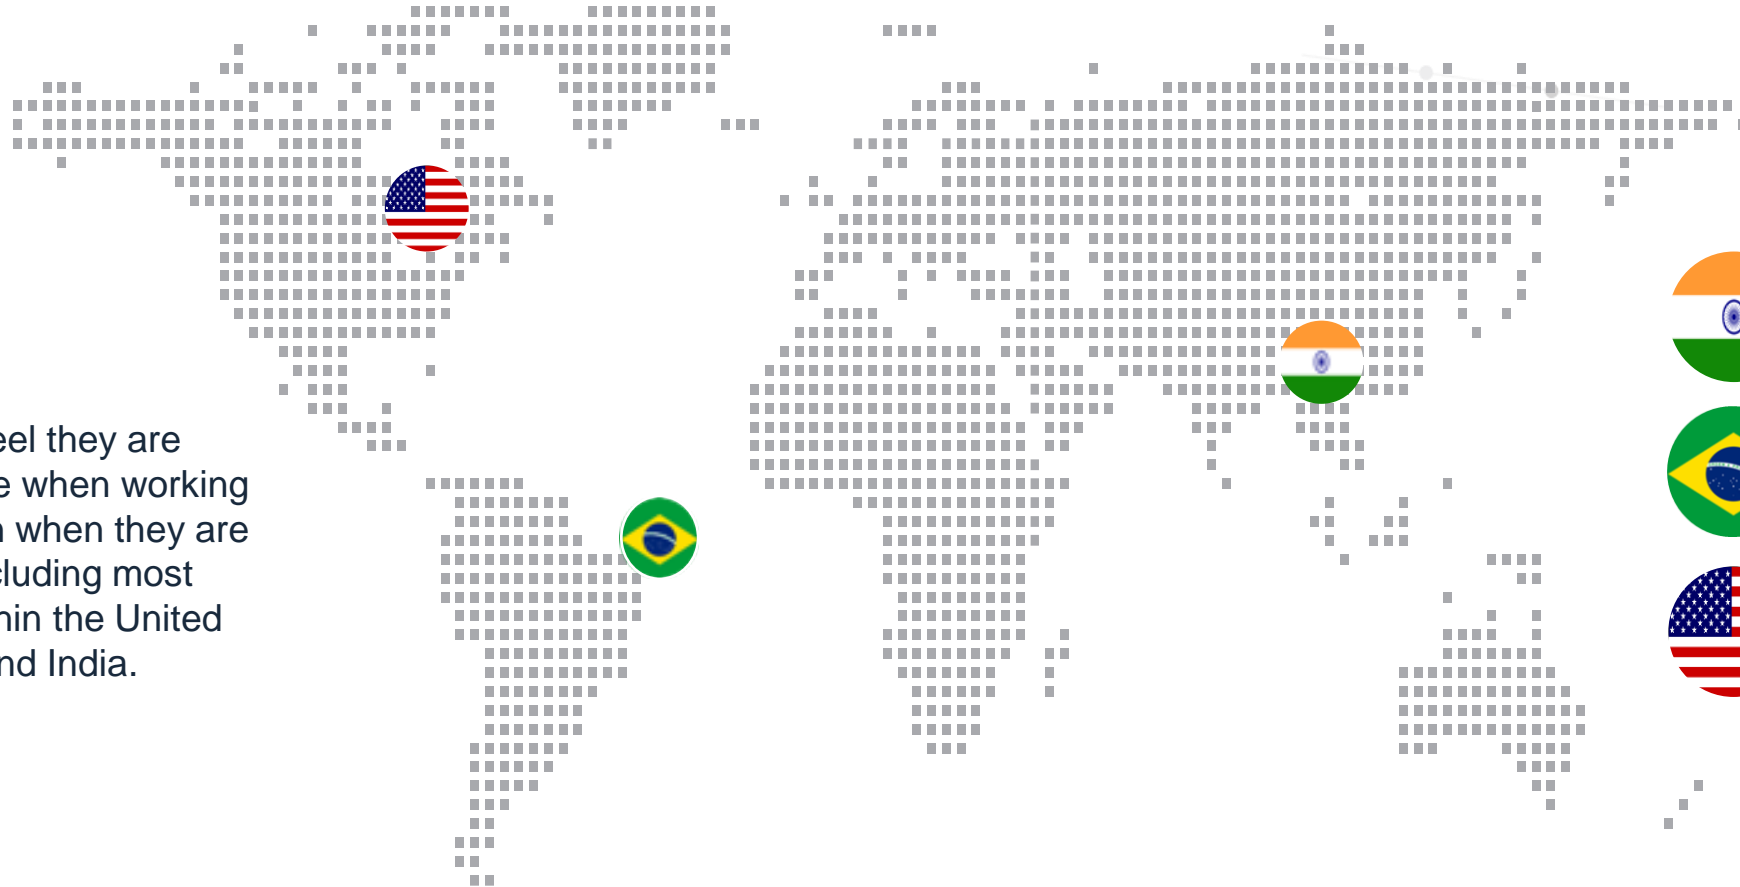 eel they are
e when working
n when they are
cluding most
hin the United
nd India.